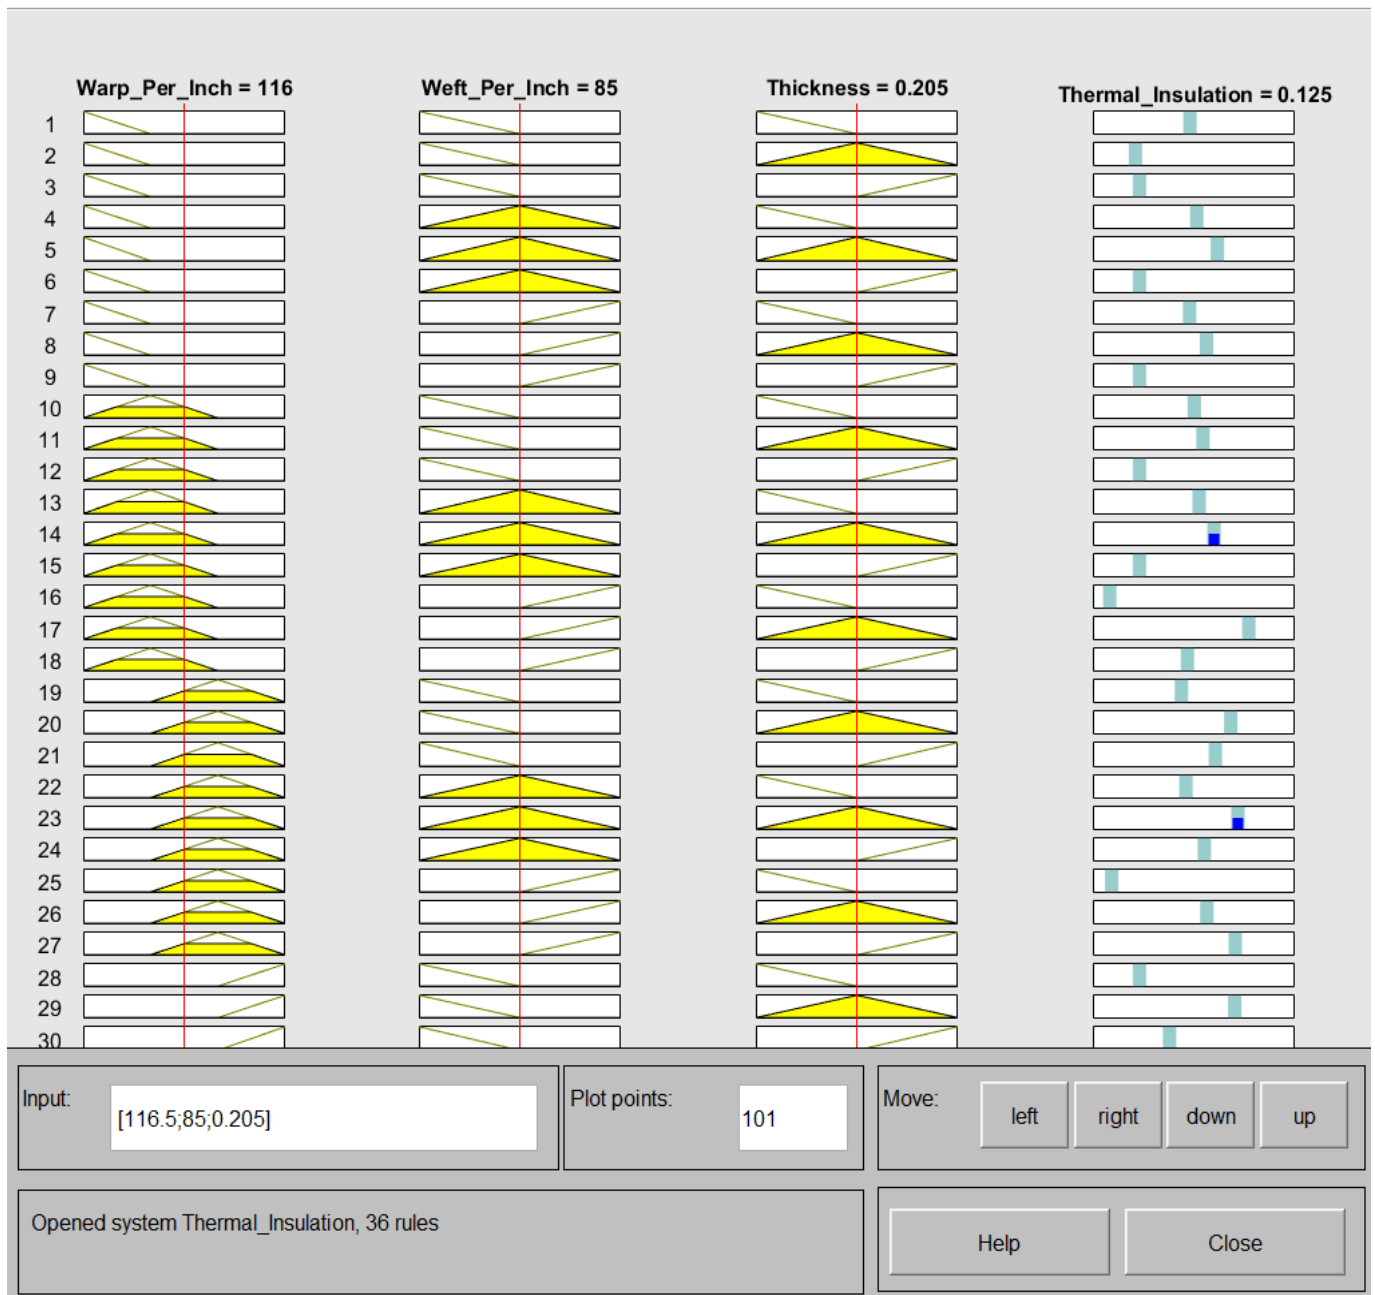 Warp_Per_Inch = 116
Weft_Per_Inch = 85
Thickness = 0.205
Thermal_Insulation = 0.125
1
2
3
4
5
6
7
8
9
10
11
12
13
14
15
16
17
18
19
20
21
22
23
24
25
26
27
28
29
30
Input:
[116.5;85;0.205]
Plot points:
101
Move:
left
right
down
up
Opened system Thermal_Insulation, 36 rules
Help
Close